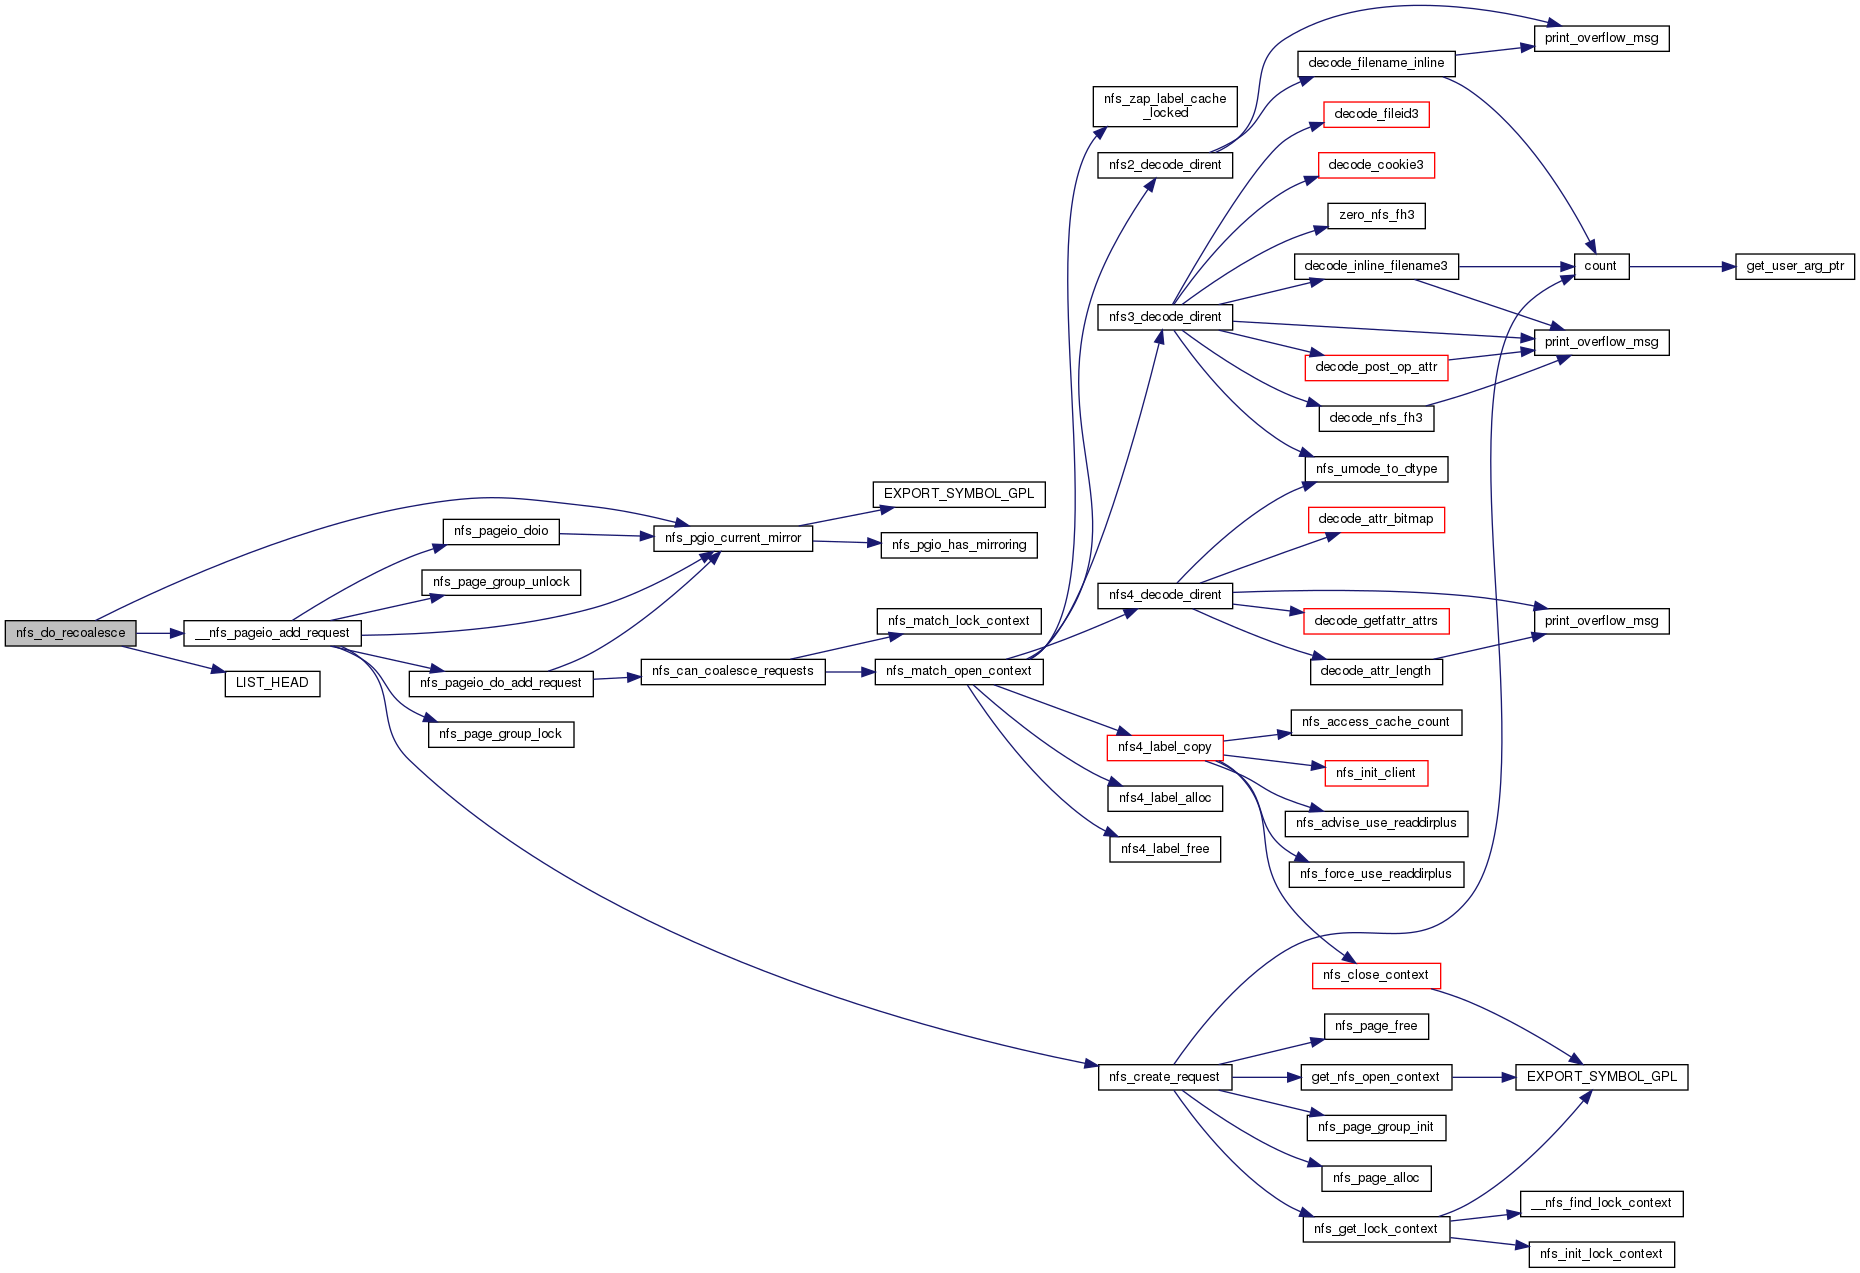 nfs_do_recoalesce
__nfs_pageio_add_request
LIST_HEAD
nfs_pageio_doio
nfs_page_group_unlock
nfs_pageio_do_add_request
nfs_page_group_lock
nfs_pgio_current_mirror
nfs_can_coalesce_requests
EXPORT_SYMBOL_GPL
nfs_pgio_has_mirroring
nfs_match_lock_context
nfs_match_open_context
nfs_zap_label_cache
_locked
nfs2_decode_dirent
nfs3_decode_dirent
nfs4_decode_dirent
nfs4_label_copy
nfs4_label_alloc
nfs4_label_free
nfs_create_request
decode_filename_inline
decode_fileid3
decode_cookie3
zero_nfs_fh3
decode_inline_filename3
decode_post_op_attr
decode_nfs_fh3
nfs_umode_to_dtype
decode_attr_bitmap
decode_getfattr_attrs
decode_attr_length
nfs_access_cache_count
nfs_init_client
nfs_advise_use_readdirplus
nfs_force_use_readdirplus
nfs_close_context
nfs_page_free
get_nfs_open_context
nfs_page_group_init
nfs_page_alloc
nfs_get_lock_context
print_overflow_msg
count
print_overflow_msg
print_overflow_msg
EXPORT_SYMBOL_GPL
__nfs_find_lock_context
nfs_init_lock_context
get_user_arg_ptr